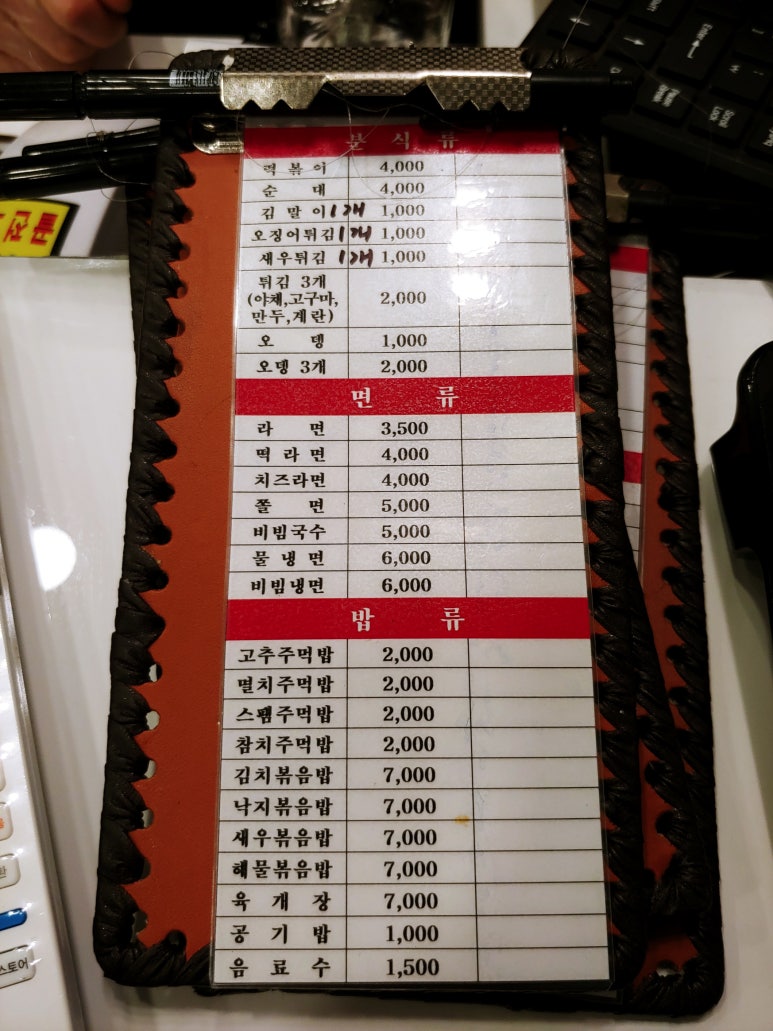 분 식 류
떡 볶 이 4,000
순 대 4,000
김 말 이 1개 1,000
오징어튀김 1개 1,000
새우튀김 1개 1,000
튀김 3개
(야채,고구마,
만두,계란) 2,000
오 뎅 1,000
오뎅 3개 2,000
면 류
라 면 3,500
떡 라 면 4,000
치즈라면 4,000
쫄 면 5,000
비빔국수 5,000
물 냉 면 6,000
비빔냉면 6,000
밥 류
고추주먹밥 2,000
멸치주먹밥 2,000
스팸주먹밥 2,000
참치주먹밥 2,000
김치볶음밥 7,000
낙지볶음밥 7,000
새우볶음밥 7,000
해물볶음밥 7,000
육 개 장 7,000
공 기 밥 1,000
음 료 수 1,500
Enter
Scroll
Lock
스토어